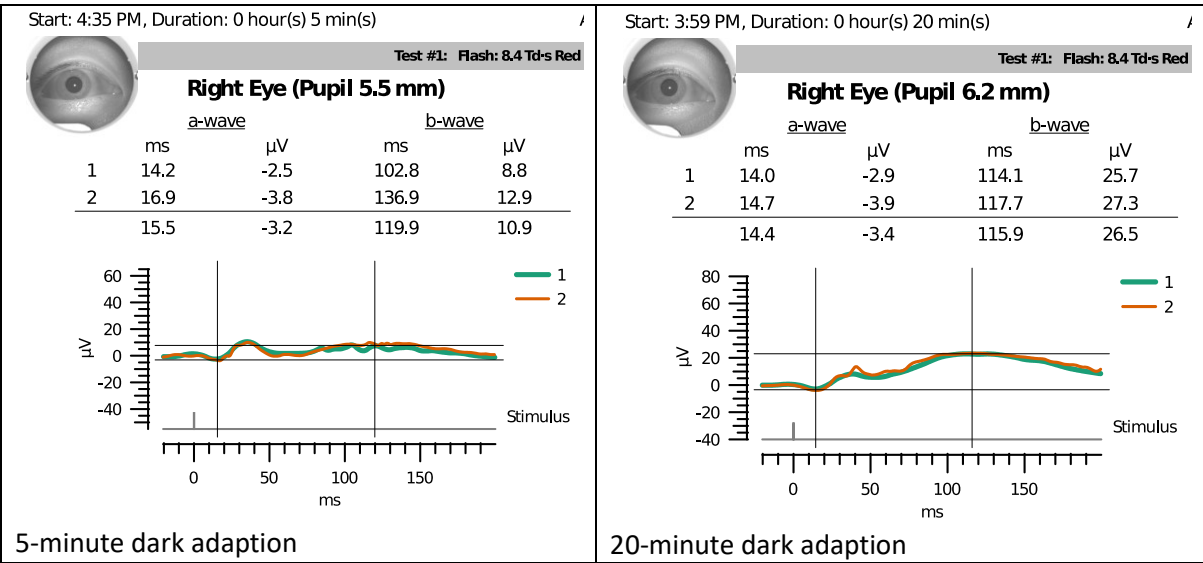 Start: 4:35 PM, Duration: 0 hour(s) 5 min(s)
Test #1: Flash: 8.4 Td·s Red
Right Eye (Pupil 5.5 mm)
a-wave b-wave
ms µV ms µV
1 14.2 -2.5 102.8 8.8
2 16.9 -3.8 136.9 12.9
15.5 -3.2 119.9 10.9
1
2
60
40
20
0
-20
-40
µV
Stimulus
0 50 100 150
ms
5-minute dark adaption
Start: 3:59 PM, Duration: 0 hour(s) 20 min(s)
Test #1: Flash: 8.4 Td·s Red
Right Eye (Pupil 6.2 mm)
a-wave b-wave
ms µV ms µV
1 14.0 -2.9 114.1 25.7
2 14.7 -3.9 117.7 27.3
14.4 -3.4 115.9 26.5
1
2
80
60
40
20
0
-20
-40
µV
Stimulus
0 50 100 150
ms
20-minute dark adaption